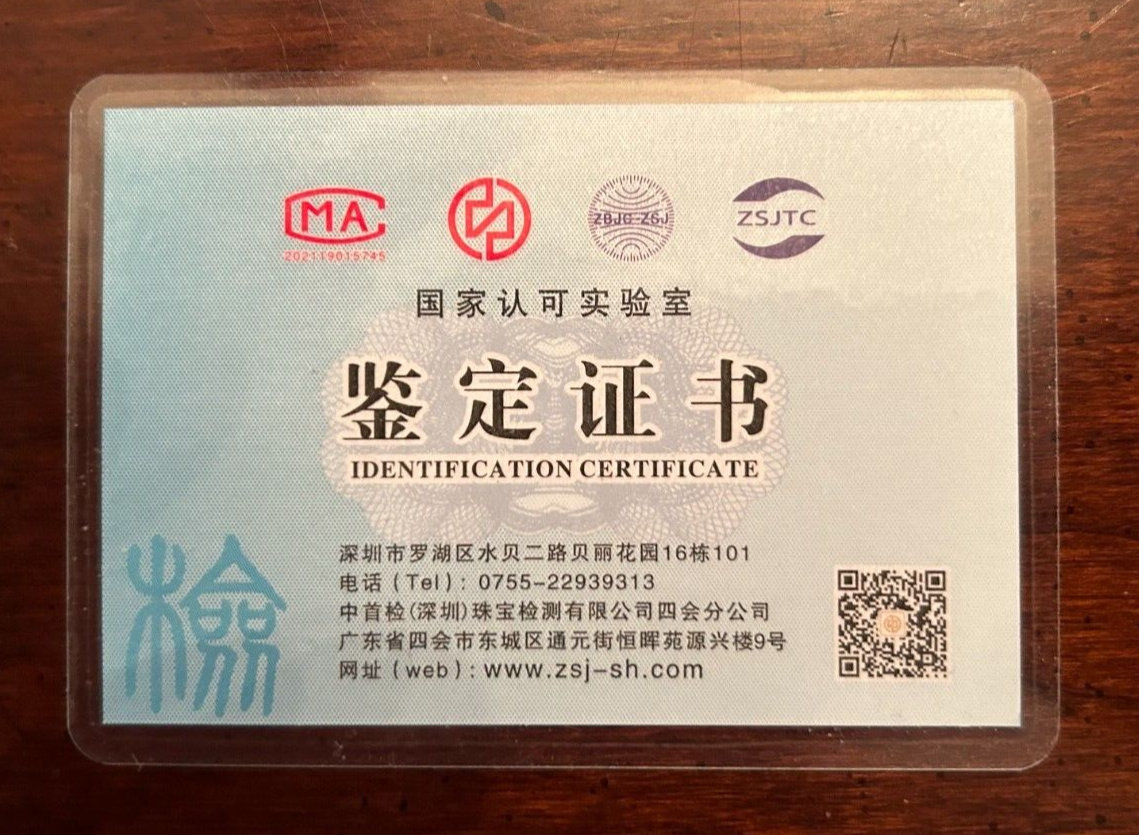 MA
202119015745
ZBJC-ZSJ
ZSJTC
国家认可实验室
鉴定证书
IDENTIFICATION CERTIFICATE
深圳市罗湖区水贝二路贝丽花园16栋101
电话（Tel）: 0755-22939313
中首检(深圳)珠宝检测有限公司四会分公司
广东省四会市东城区通元街恒晖苑源兴楼9号
网址（web）: www.zsj-sh.com
檢